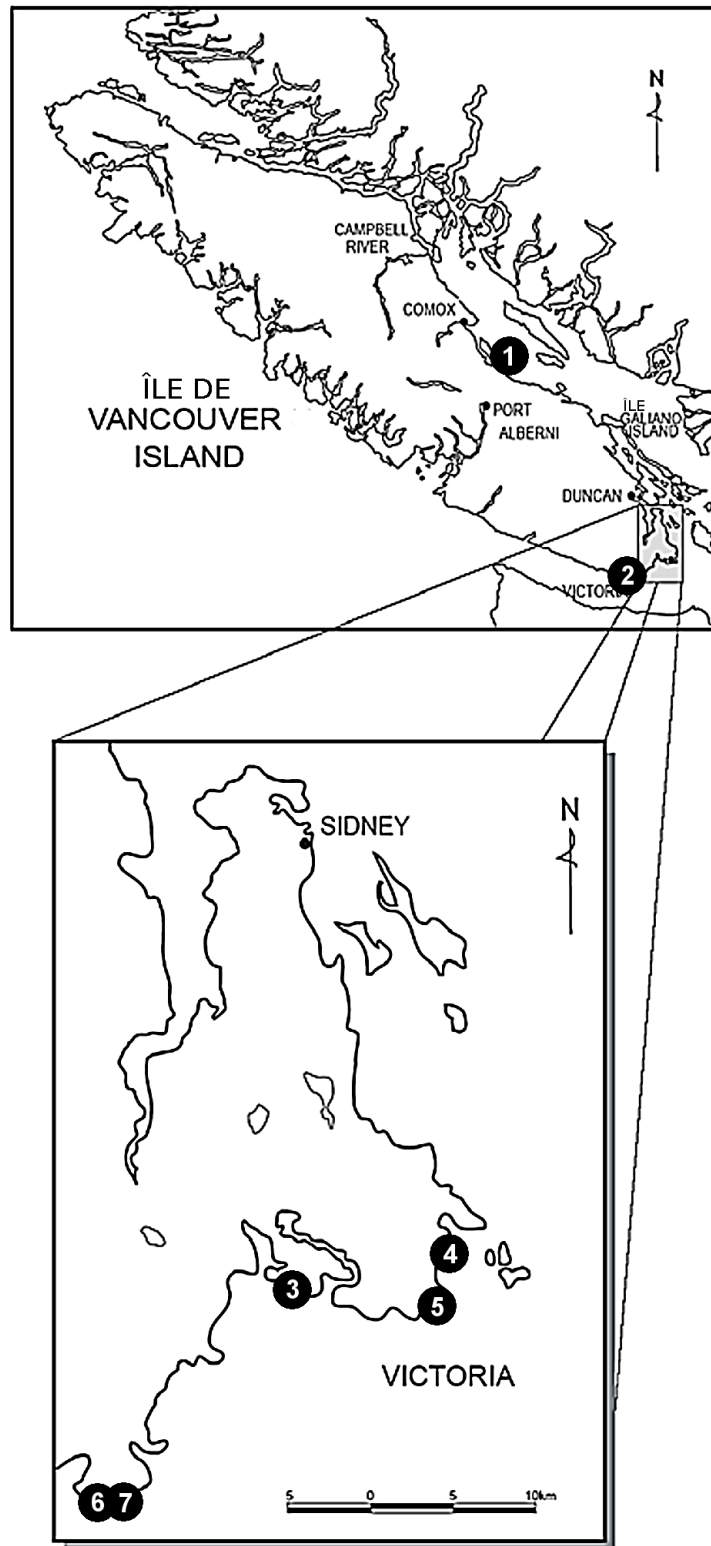 N
CAMPBELL
RIVER
COMOX
1
ÎLE DE
VANCOUVER
ISLAND
PORT
ALBERNI
ÎLE
GALIANO
ISLAND
DUNCAN
2
VICTORI
SIDNEY
N
4
3
5
VICTORIA
6 7
5 0 5 10km